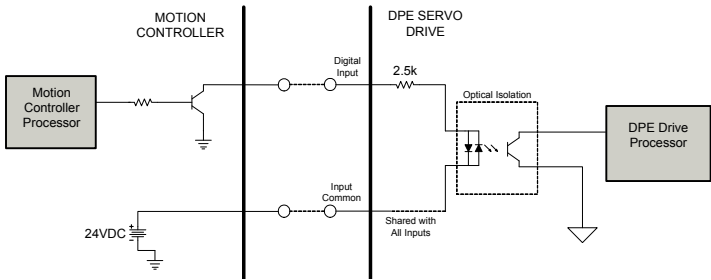 MOTION
CONTROLLER
DPE SERVO
DRIVE
Motion
Controller
Processor
Digital
Input
2.5k
Optical Isolation
DPE Drive
Processor
Input
Common
Shared with
All Inputs
24VDC
+
-